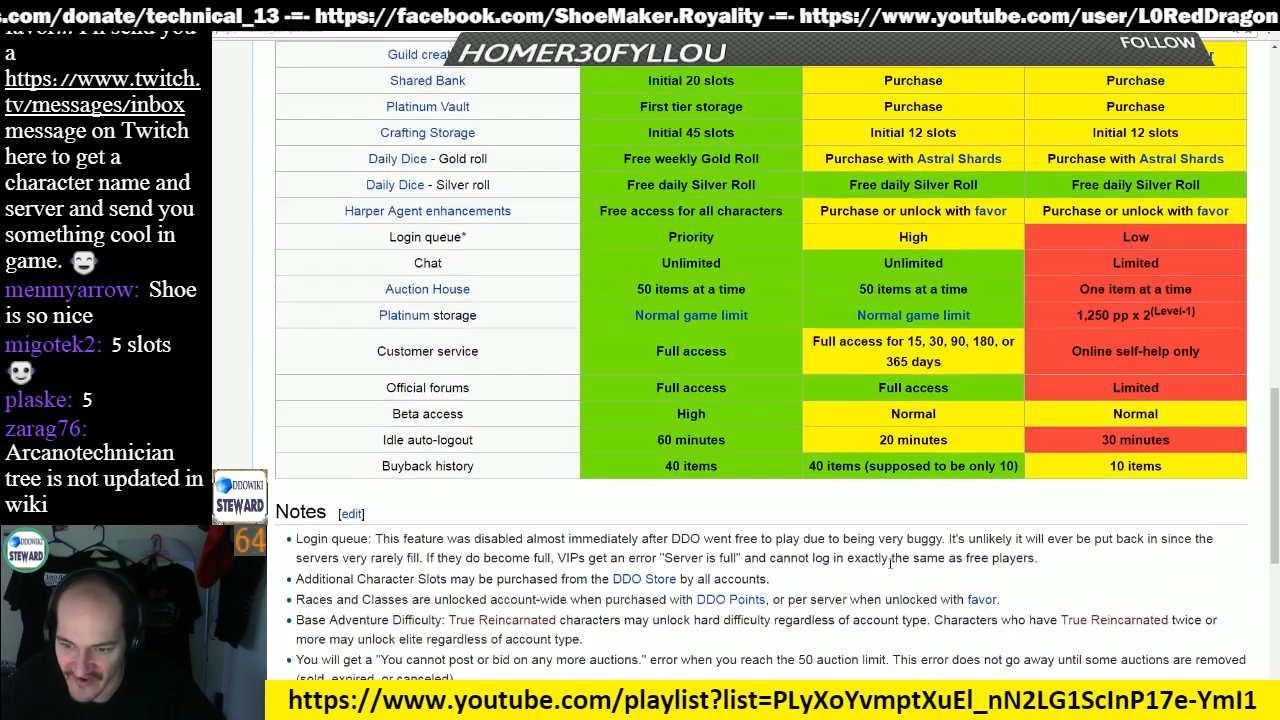 s.com/donate/technical_13 -=- https://facebook.com/ShoeMaker.Royality -=- https://www.youtube.com/user/L0RedDragon
HOMER30FYLLOU
FOLLOW
a
https://www.twitch.
tv/messages/inbox
message on Twitch
here to get a
character name and
server and send you
something cool in
game.
menmyarrow: Shoe
is so nice
migotek2: 5 slots
plaske: 5
zarag76:
Arcanotechnician
tree is not updated in
wiki
DDOWIKI
STEWARD
64
DDOWIKI
STEWARD
Guild creat
Shared Bank Initial 20 slots Purchase Purchase
Platinum Vault First tier storage Purchase Purchase
Crafting Storage Initial 45 slots Initial 12 slots Initial 12 slots
Daily Dice - Gold roll Free weekly Gold Roll Purchase with Astral Shards Purchase with Astral Shards
Daily Dice - Silver roll Free daily Silver Roll Free daily Silver Roll Free daily Silver Roll
Harper Agent enhancements Free access for all characters Purchase or unlock with favor Purchase or unlock with favor
Login queue* Priority High Low
Chat Unlimited Unlimited Limited
Auction House 50 items at a time 50 items at a time One item at a time
Platinum storage Normal game limit Normal game limit 1,250 pp x 2(Level-1)
Customer service Full access Full access for 15, 30, 90, 180, or
365 days Online self-help only
Official forums Full access Full access Limited
Beta access High Normal Normal
Idle auto-logout 60 minutes 20 minutes 30 minutes
Buyback history 40 items 40 items (supposed to be only 10) 10 items
Notes [edit]
• Login queue: This feature was disabled almost immediately after DDO went free to play due to being very buggy. It's unlikely it will ever be put back in since the
servers very rarely fill. If they do become full, VIPs get an error "Server is full" and cannot log in exactly the same as free players.
• Additional Character Slots may be purchased from the DDO Store by all accounts.
• Races and Classes are unlocked account-wide when purchased with DDO Points, or per server when unlocked with favor.
• Base Adventure Difficulty: True Reincarnated characters may unlock hard difficulty regardless of account type. Characters who have True Reincarnated twice or
more may unlock elite regardless of account type.
• You will get a "You cannot post or bid on any more auctions." error when you reach the 50 auction limit. This error does not go away until some auctions are removed
(sold, expired, or canceled)
https://www.youtube.com/playlist?list=PLyXoYvmptXuEl_nN2LG1ScInP17e-YmI1